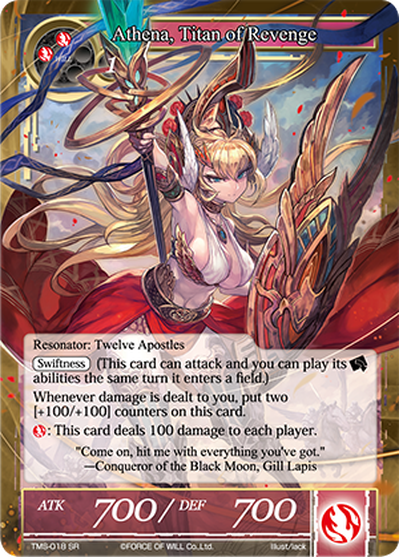 Athena, Titan of Revenge
WILL
Resonator: Twelve Apostles
Swiftness (This card can attack and you can play its
abilities the same turn it enters a field.)
Whenever damage is dealt to you, put two
[+100/+100] counters on this card.
: This card deals 100 damage to each player.
"Come on, hit me with everything you've got."
—Conqueror of the Black Moon, Gill Lapis
ATK 700 / DEF 700
TMS-018 SR ©FORCE OF WILL Co.,Ltd. Illust/iack